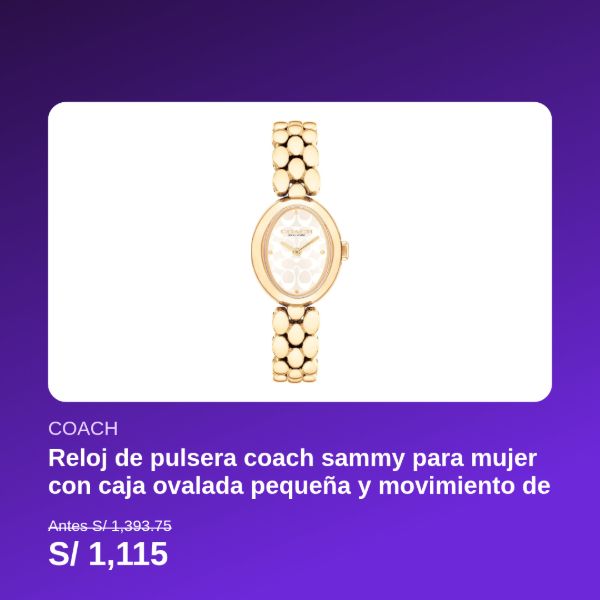 COACH
COACH
Reloj de pulsera coach sammy para mujer
con caja ovalada pequeña y movimiento de
Antes S/ 1,393.75
S/ 1,115